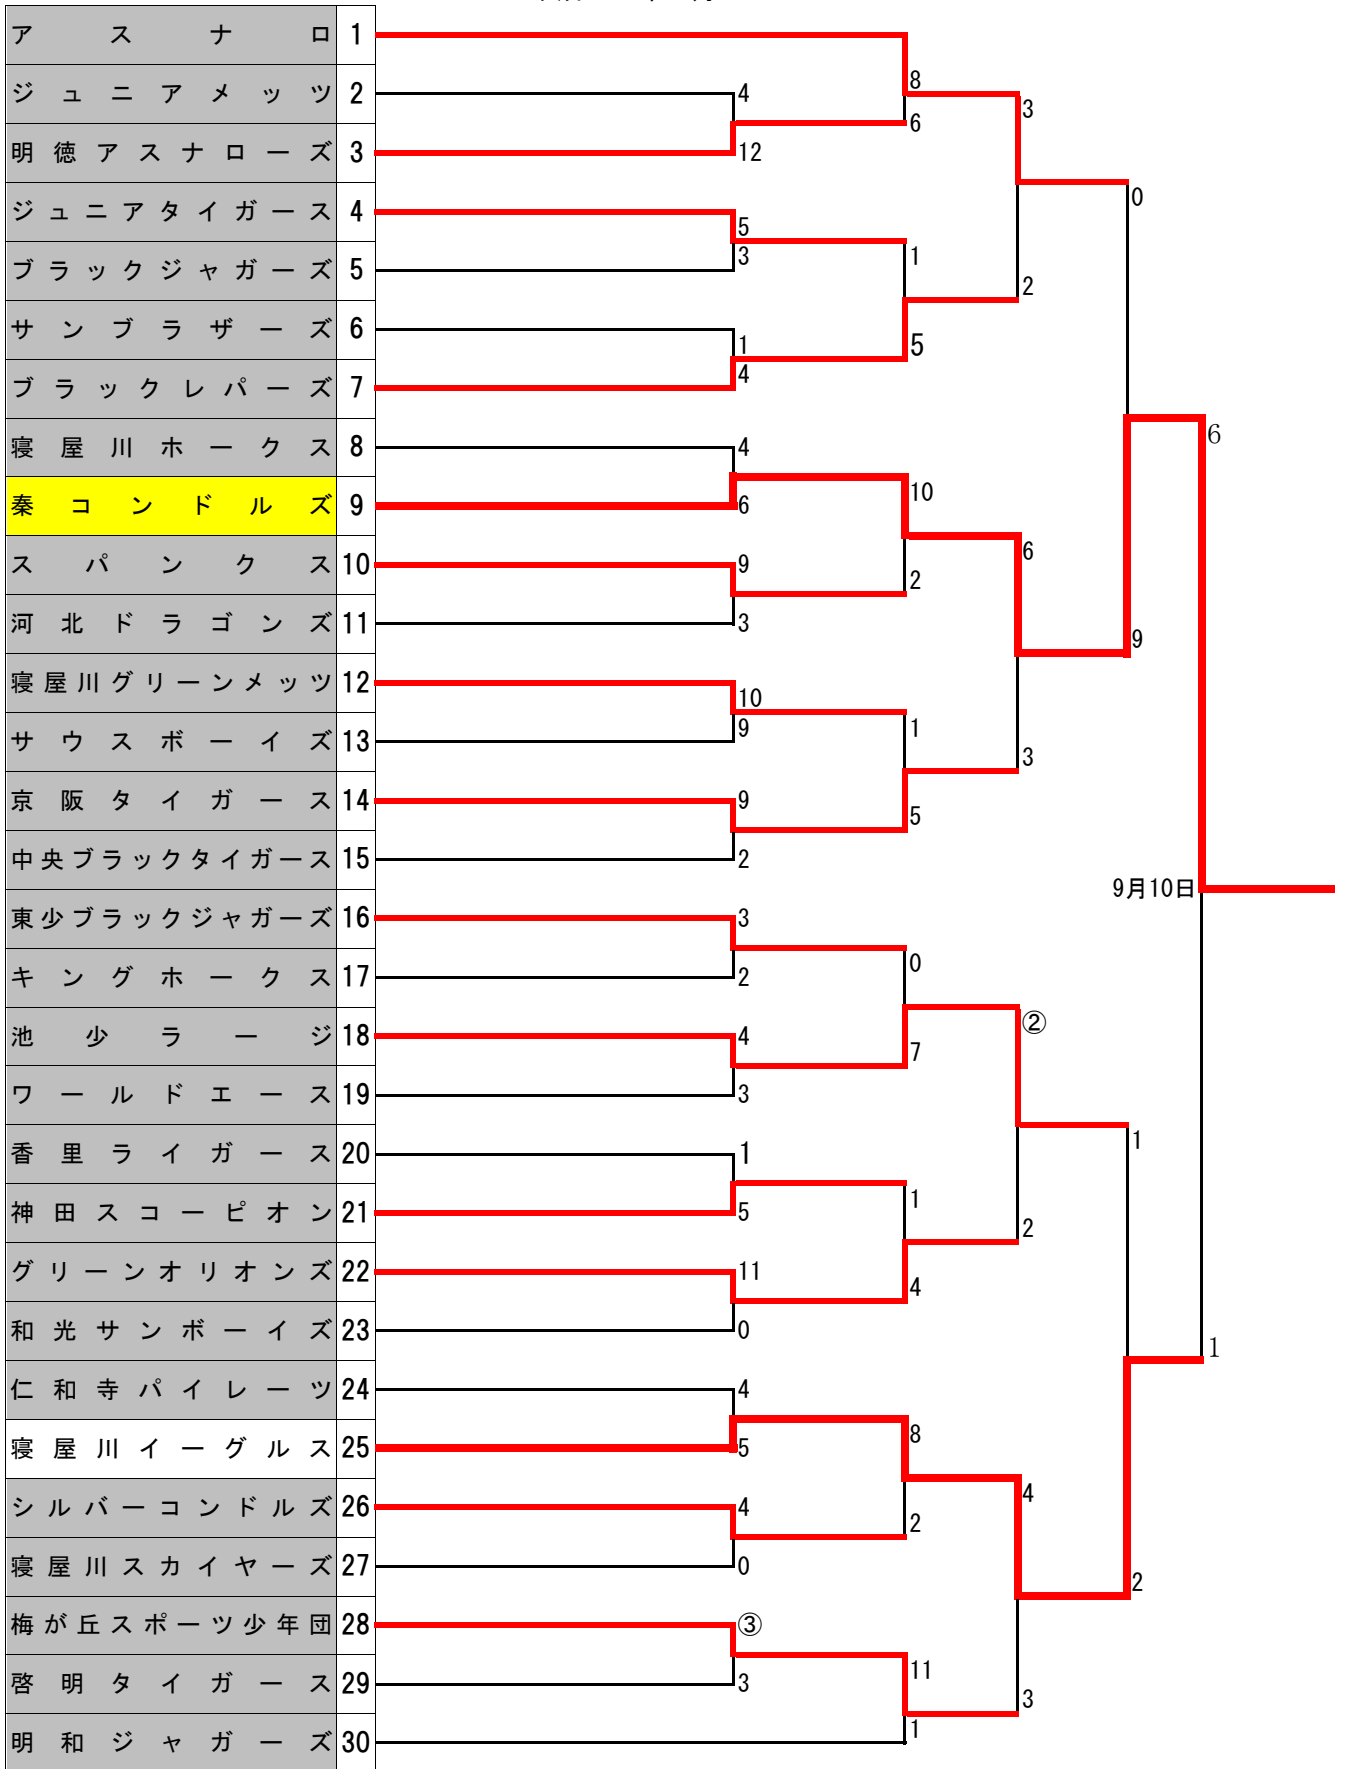 アスナロ 1
ジュニアメッツ 2
明徳アスナローズ 3
ジュニアタイガース 4
ブラックジャガーズ 5
サンブラザーズ 6
ブラックレパーズ 7
寝屋川ホークス 8
秦コンドルズ 9
スパンクス 10
河北ドラゴンズ 11
寝屋川グリーンメッツ 12
サウスボーイズ 13
京阪タイガース 14
中央ブラックタイガース 15
東少ブラックジャガーズ 16
キングホークス 17
池少ラージ 18
ワールドエース 19
香里ライガース 20
神田スコーピオン 21
グリーンオリオンズ 22
和光サンボーイズ 23
仁和寺パイレーツ 24
寝屋川イーグルス 25
シルバーコンドルズ 26
寝屋川スカイヤーズ 27
梅が丘スポーツ少年団 28
啓明タイガース 29
明和ジャガーズ 30
4
12
5
3
1
4
4
6
9
3
10
9
9
2
3
2
4
3
1
5
11
0
4
5
4
0
③
3
8
6
1
5
10
2
1
5
0
7
1
4
8
2
11
1
3
2
6
3
②
2
4
3
0
9
1
2
6
1
9月10日